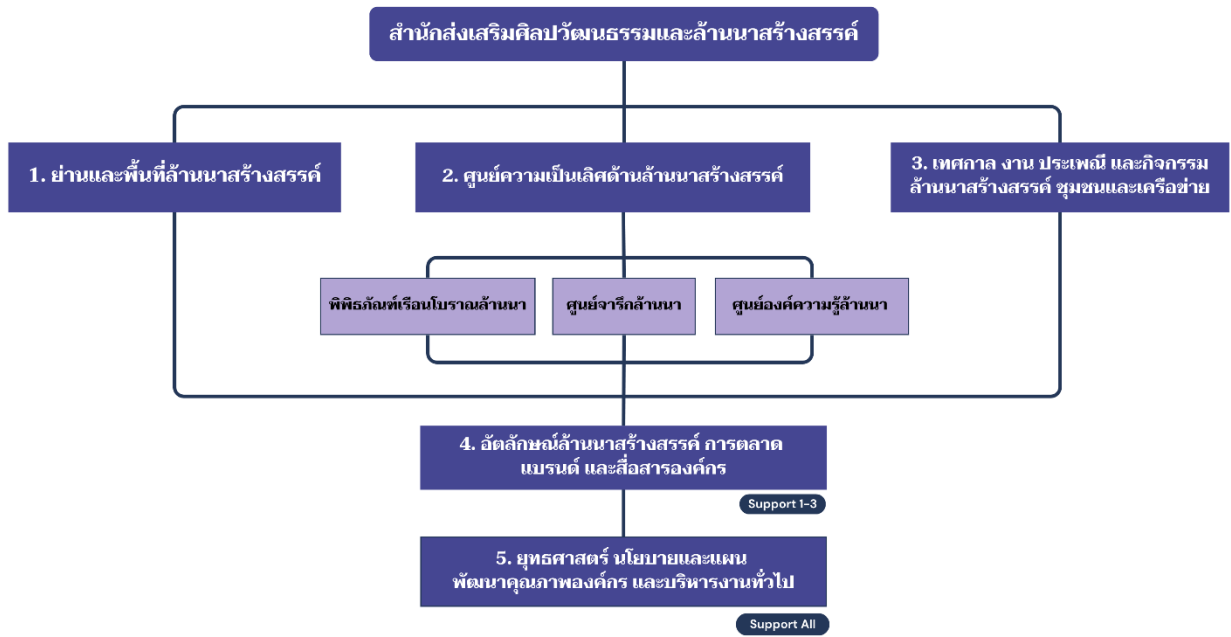 สำนักส่งเสริมศิลปวัฒนธรรมและล้านนาสร้างสรรค์
1. ย่านและพื้นที่ล้านนาสร้างสรรค์
2. ศูนย์ความเป็นเลิศด้านล้านนาสร้างสรรค์
3. เทศกาล งาน ประเพณี และกิจกรรม
ล้านนาสร้างสรรค์ ชุมชนและเครือข่าย
พิพิธภัณฑ์เรือนโบราณล้านนา
ศูนย์จารึกล้านนา
ศูนย์องค์ความรู้ล้านนา
4. อัตลักษณ์ล้านนาสร้างสรรค์ การตลาด
แบรนด์ และสื่อสารองค์กร
Support 1-3
5. ยุทธศาสตร์ นโยบายและแผน
พัฒนาคุณภาพองค์กร และบริหารงานทั่วไป
Support All